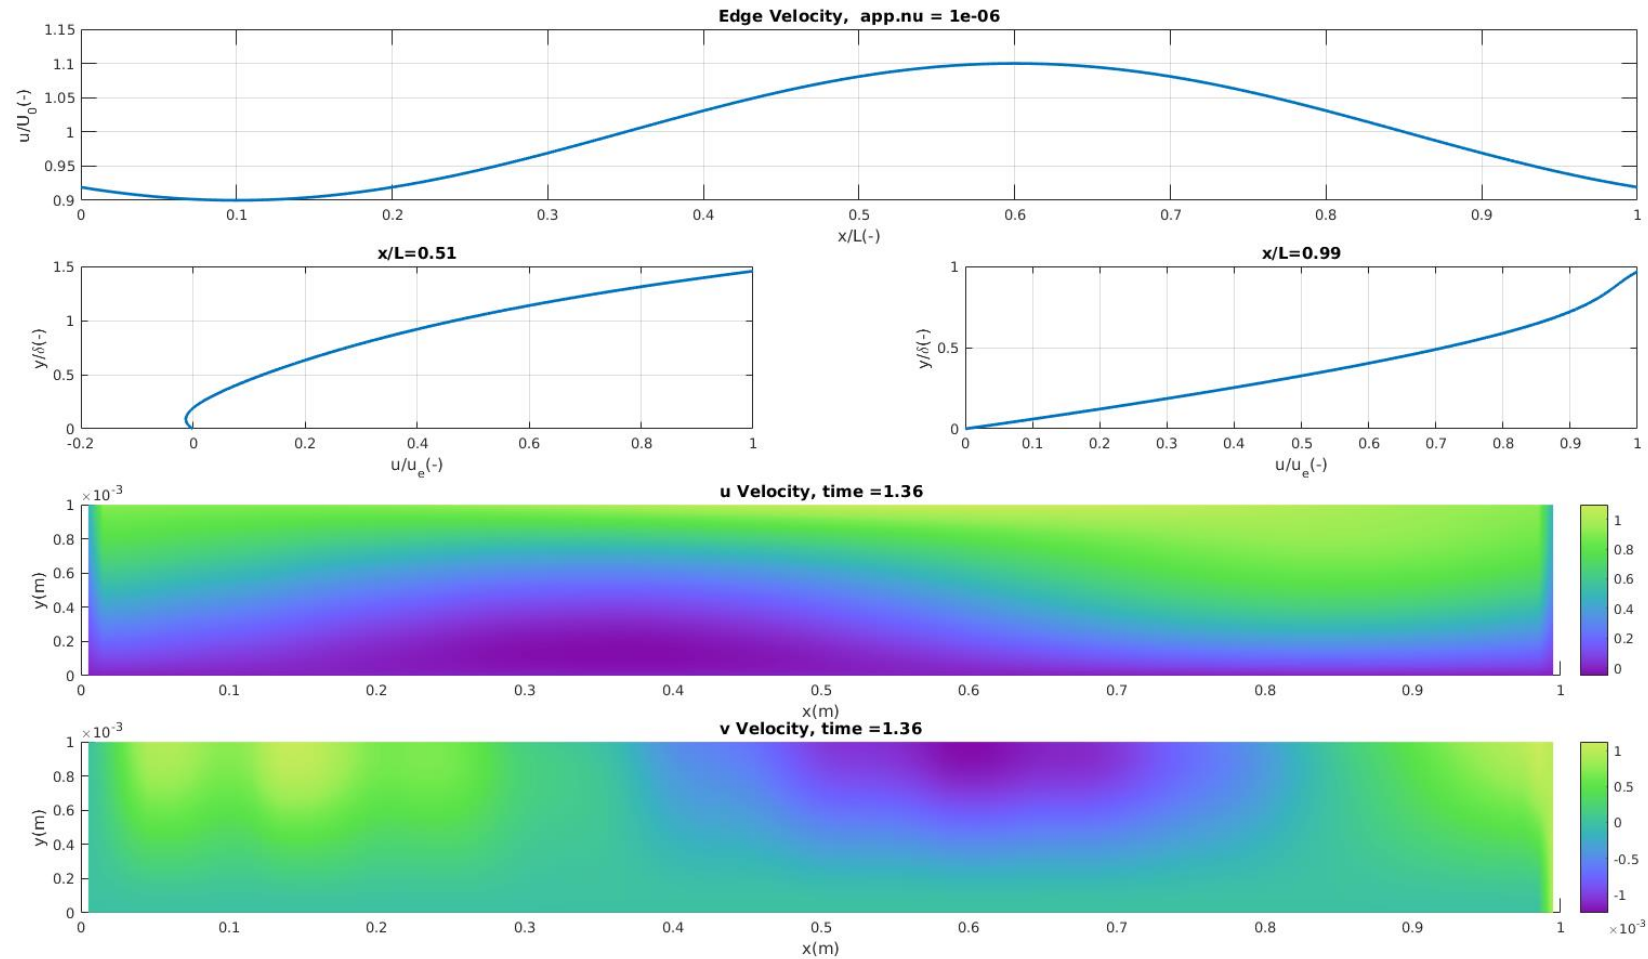 Edge Velocity,  app.nu = 1e-06
1.15
1.1
1.05
1
0.95
0.9
u/U0(-)
0 0.1 0.2 0.3 0.4 0.5 0.6 0.7 0.8 0.9 1
x/L(-)
x/L=0.51
1.5
1
0.5
0
y/δ(-)
-0.2 0 0.2 0.4 0.6 0.8 1
u/ue(-)
x/L=0.99
1
0.5
0
y/δ(-)
0 0.1 0.2 0.3 0.4 0.5 0.6 0.7 0.8 0.9 1
u/ue(-)
u Velocity, time =1.36
×10-3
1
0.8
0.6
0.4
0.2
0
y(m)
0 0.1 0.2 0.3 0.4 0.5 0.6 0.7 0.8 0.9 1
x(m)
1
0.8
0.6
0.4
0.2
0
v Velocity, time =1.36
×10-3
1
0.8
0.6
0.4
0.2
0
y(m)
0 0.1 0.2 0.3 0.4 0.5 0.6 0.7 0.8 0.9 1
x(m)
1
0.5
0
-0.5
-1
×10-3